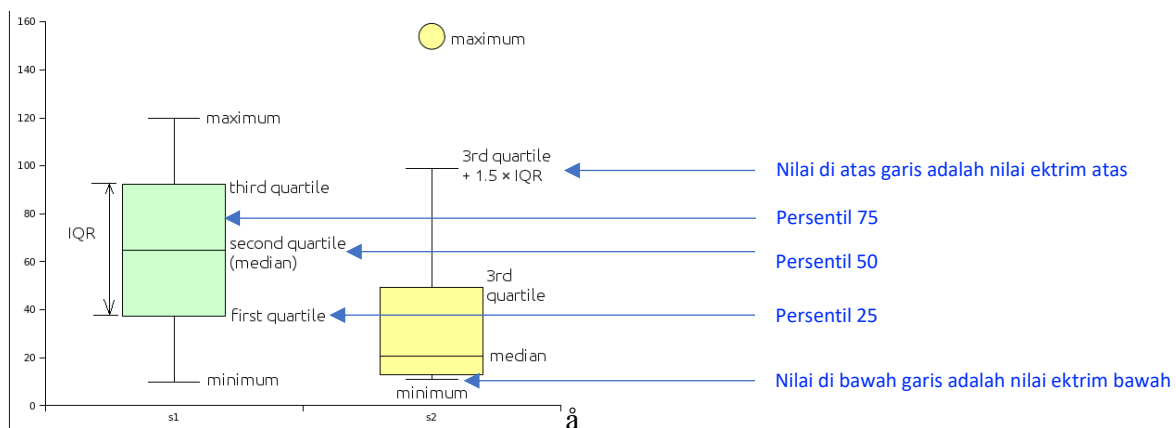 160
140
120
100
80
60
40
20
0
maximum
third quartile
IQR
second quartile
(median)
first quartile
minimum
s1
maximum
3rd quartile
+ 1.5 × IQR
3rd
quartile
median
minimum
s2
å
Nilai di atas garis adalah nilai ektrim atas
Persentil 75
Persentil 50
Persentil 25
Nilai di bawah garis adalah nilai ektrim bawah